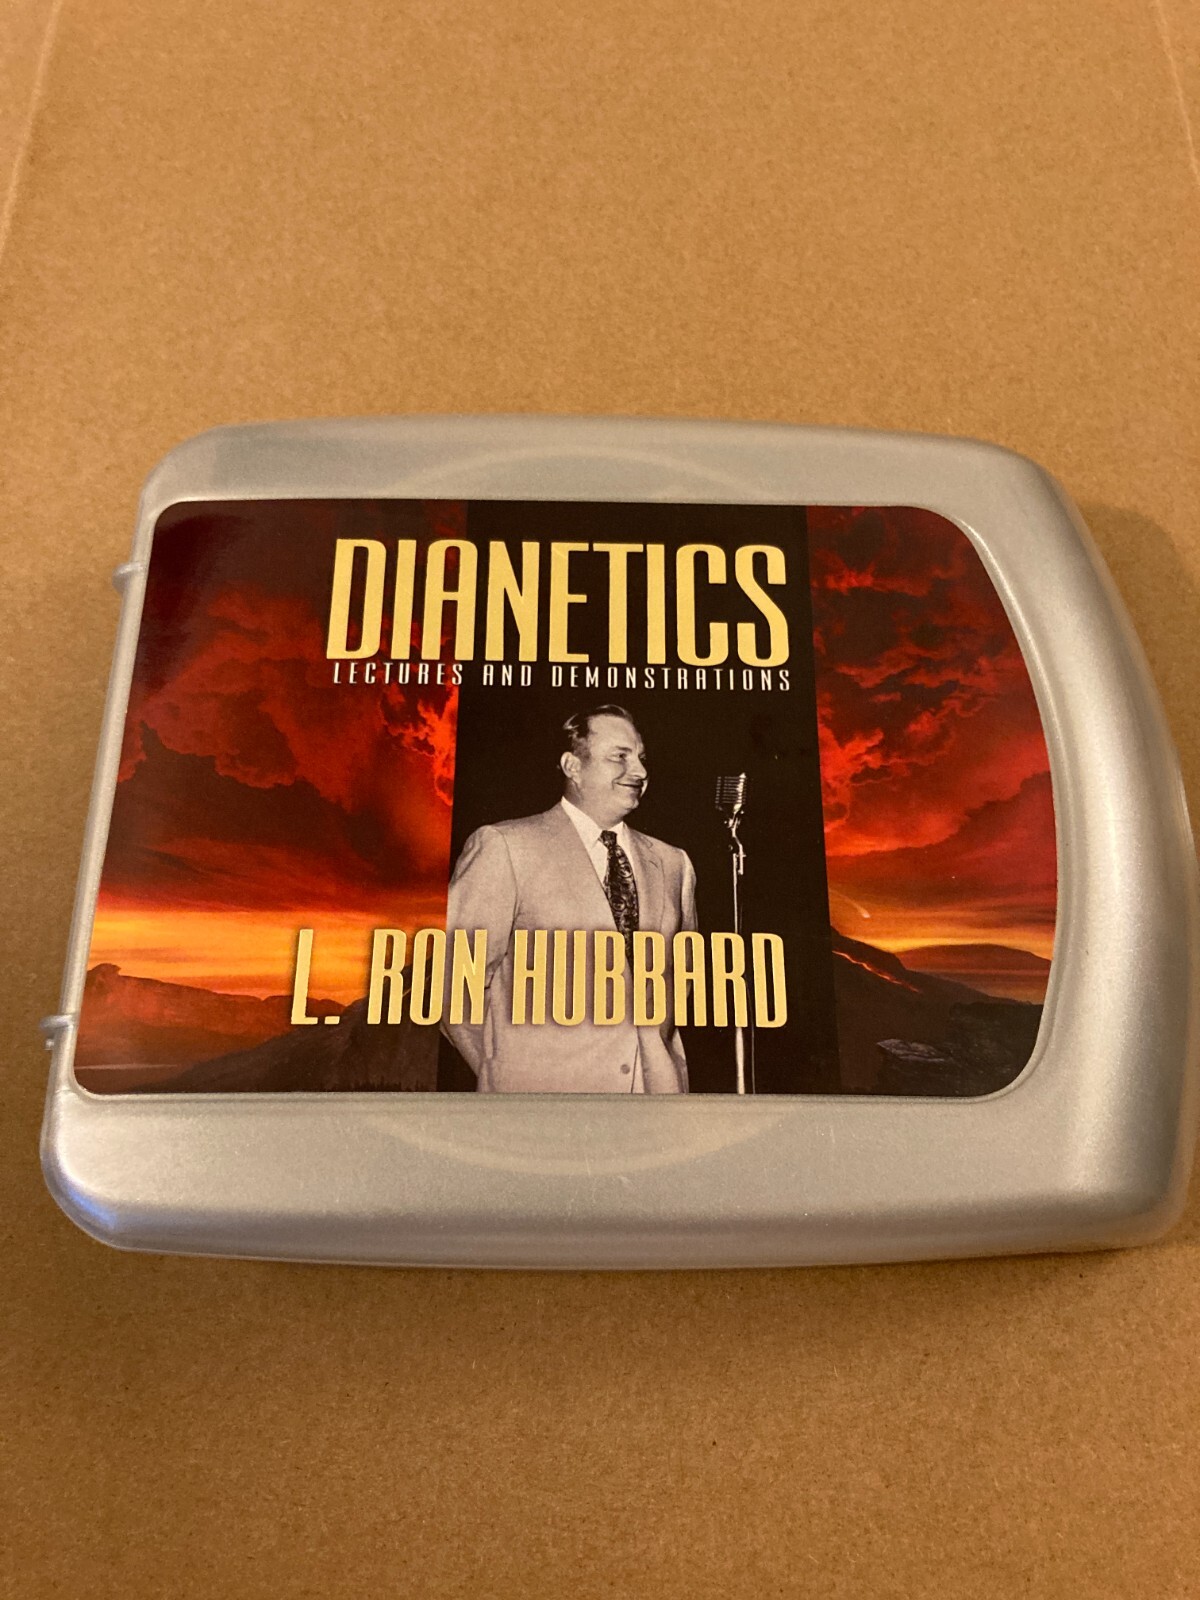 DIANETICS
LECTURES AND DEMONSTRATIONS
L. RON HUBBARD